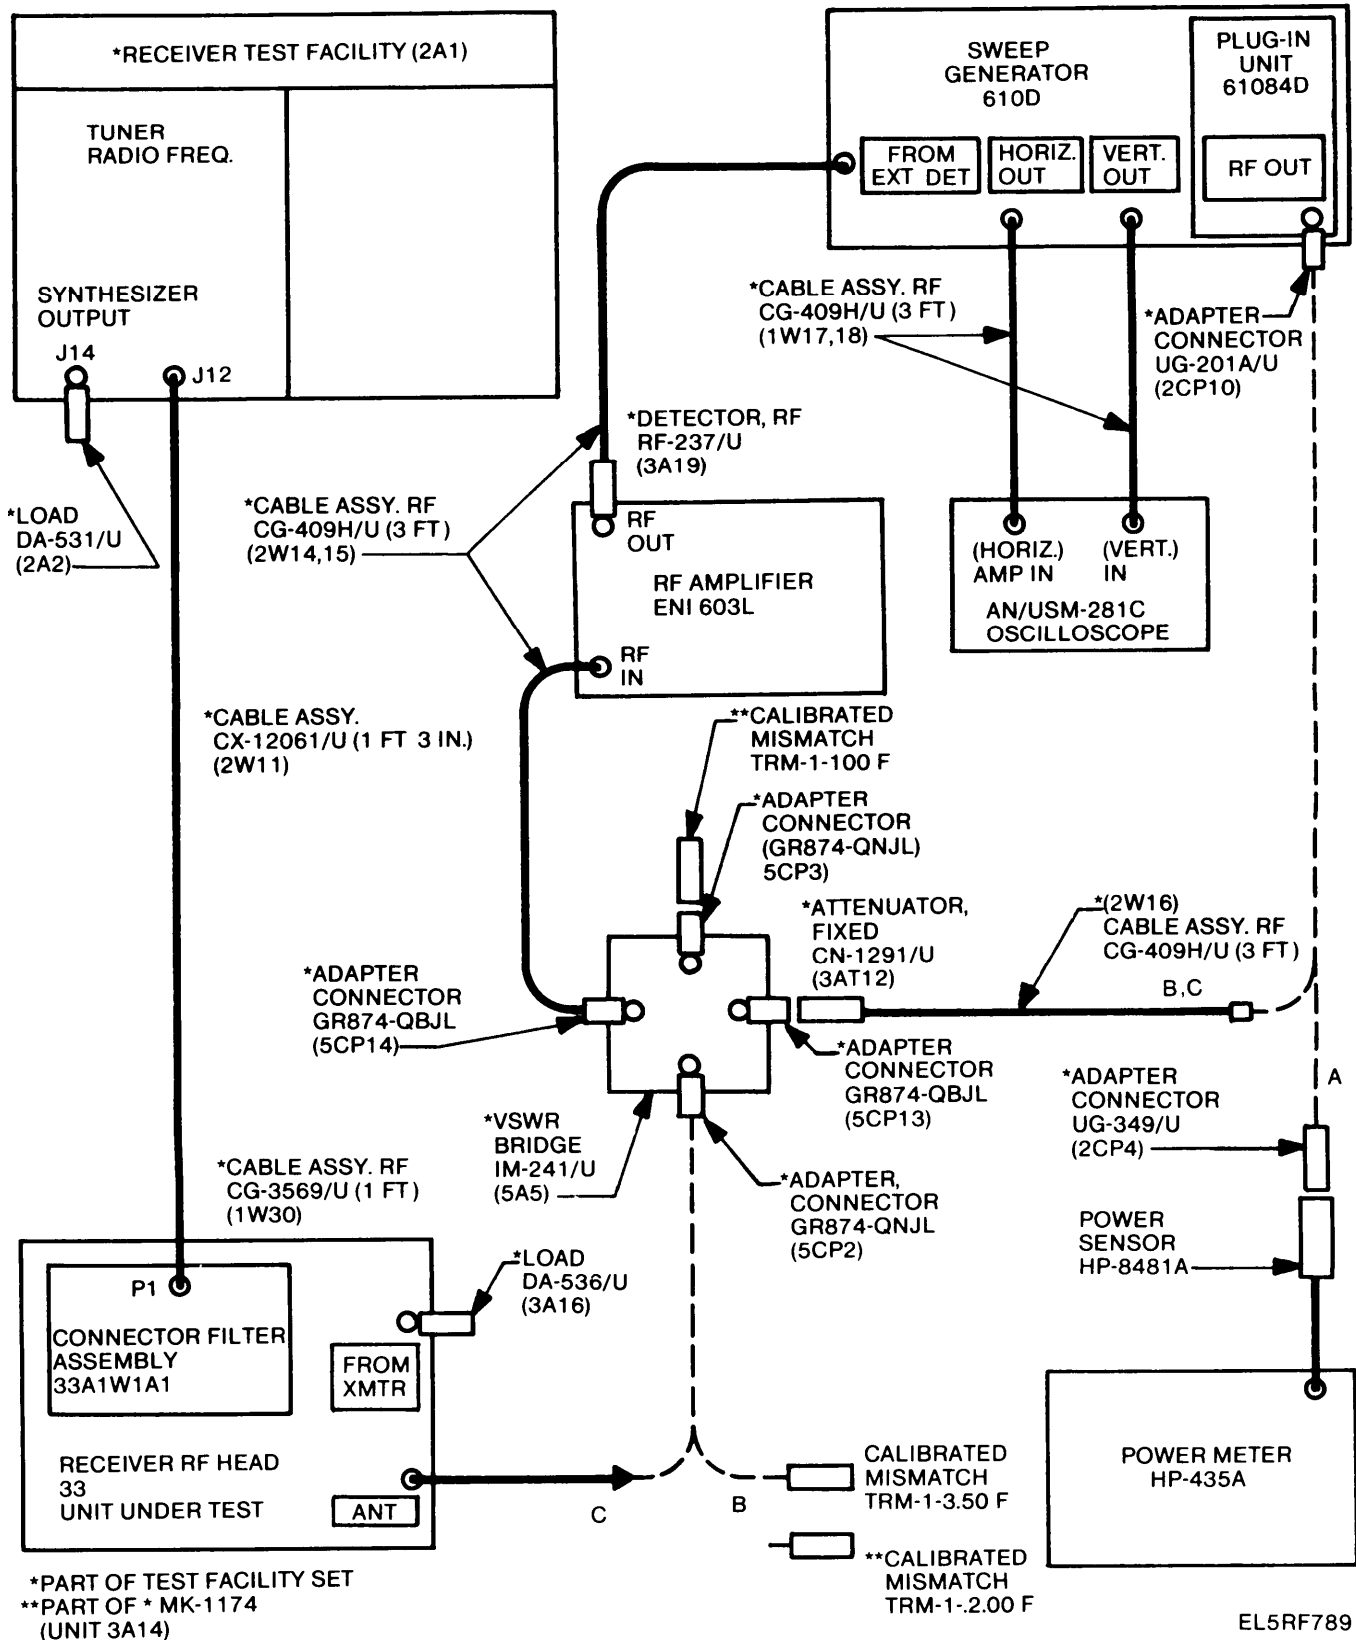 *RECEIVER TEST FACILITY (2A1)
TUNER
RADIO FREQ.
SYNTHESIZER
OUTPUT
J14
J12
*LOAD
DA-531/U
(2A2)
SWEEP
GENERATOR
610D
PLUG-IN
UNIT
61084D
FROM
EXT DET
HORIZ.
OUT
VERT.
OUT
RF OUT
*CABLE ASSY. RF
CG-409H/U (3 FT)
(1W17,18)
*ADAPTER
CONNECTOR
UG-201A/U
(2CP10)
*DETECTOR, RF
RF-237/U
(3A19)
*CABLE ASSY. RF
CG-409H/U (3 FT)
(2W14,15)
RF
OUT
RF AMPLIFIER
ENI 603L
RF
IN
(HORIZ.)
AMP IN
(VERT.)
IN
AN/USM-281C
OSCILLOSCOPE
*CABLE ASSY.
CX-12061/U (1 FT 3 IN.)
(2W11)
**CALIBRATED
MISMATCH
TRM-1-100 F
*ADAPTER
CONNECTOR
(GR874-QNJL)
5CP3)
*ATTENUATOR,
FIXED
CN-1291/U
(3AT12)
*(2W16)
CABLE ASSY. RF
CG-409H/U (3 FT)
B,C
*ADAPTER
CONNECTOR
GR874-QBJL
(5CP14)
*ADAPTER
CONNECTOR
GR874-QBJL
(5CP13)
*ADAPTER
CONNECTOR
UG-349/U
(2CP4)
A
*VSWR
BRIDGE
IM-241/U
(5A5)
*ADAPTER,
CONNECTOR
GR874-QNJL
(5CP2)
*CABLE ASSY. RF
CG-3569/U (1 FT)
(1W30)
POWER
SENSOR
HP-8481A
*LOAD
DA-536/U
(3A16)
P1
CONNECTOR FILTER
ASSEMBLY
33A1W1A1
FROM
XMTR
RECEIVER RF HEAD
33
UNIT UNDER TEST
ANT
C
B
CALIBRATED
MISMATCH
TRM-1-3.50 F
POWER METER
HP-435A
**CALIBRATED
MISMATCH
TRM-1-.2.00 F
*PART OF TEST FACILITY SET
**PART OF * MK-1174
(UNIT 3A14)
EL5RF789